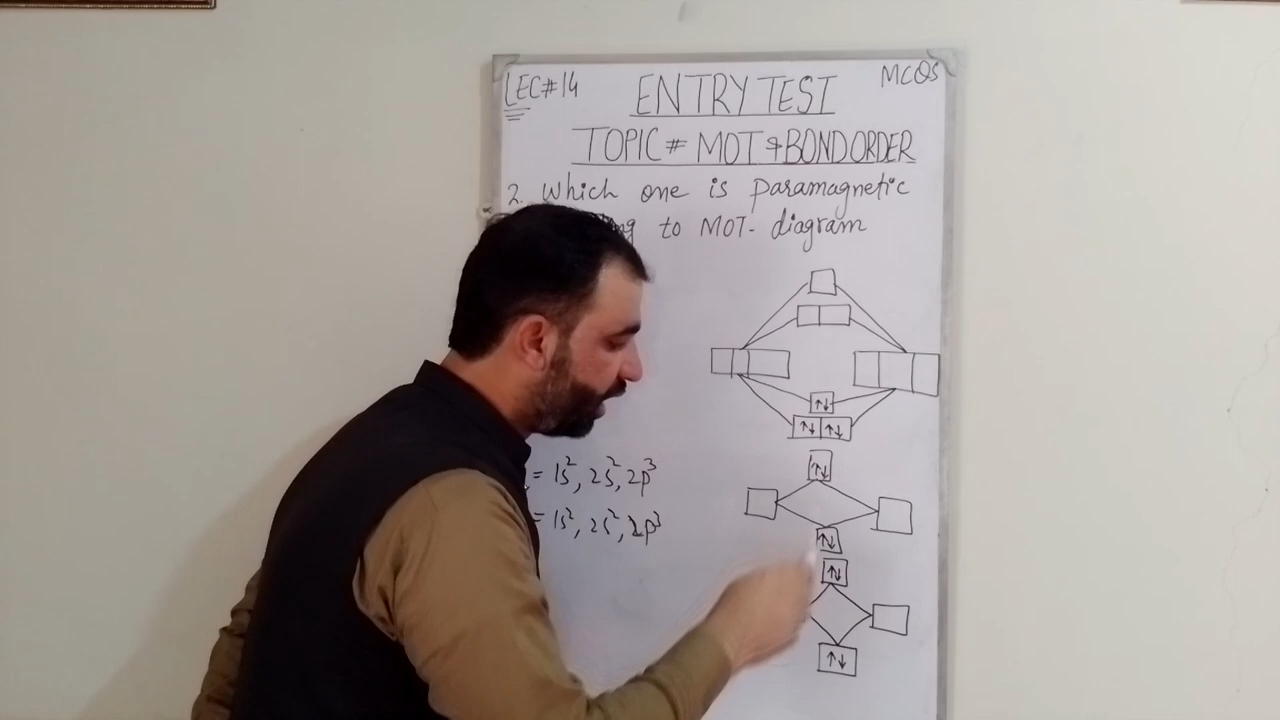 LEC#14
ENTRY TEST
MCQS
TOPIC # MOT & BOND ORDER
2. Which one is paramagnetic
to MOT- diagram
↑↓
↑↓ ↑↓
↑↓
= 1s², 2s², 2p³
= 1s², 2s², 2p³
↑↓
↑↓
↑↓